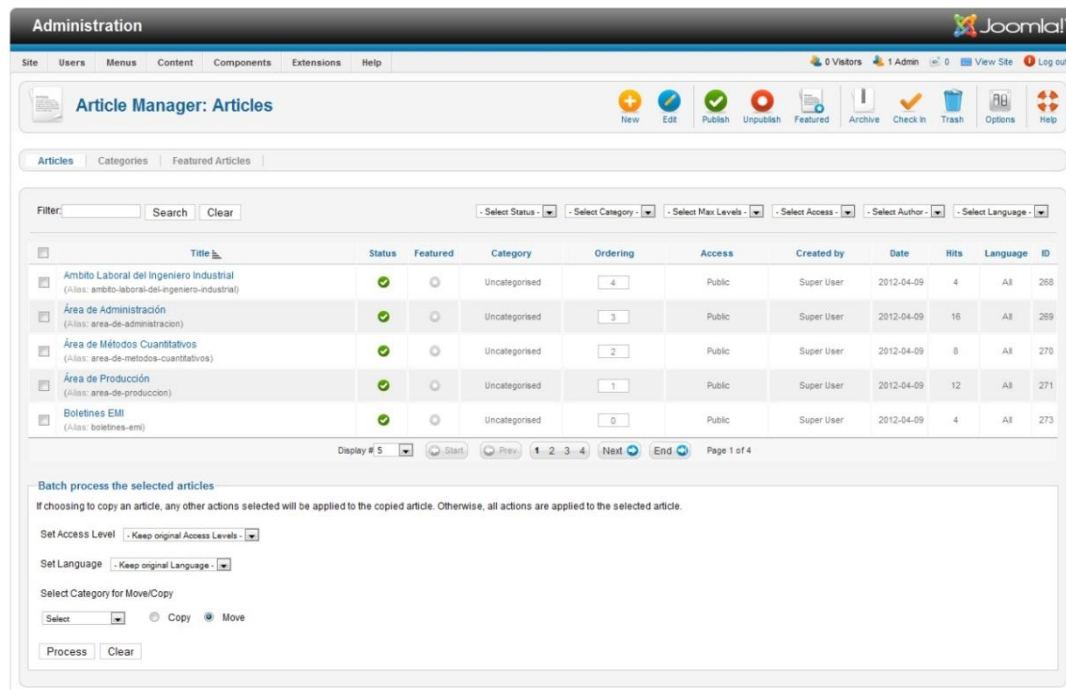 Administration
Joomla!
Site Users Menus Content Components Extensions Help
0 Visitors 1 Admin 0 View Site Log out
Article Manager: Articles
New Edit Publish Unpublish Featured Archive Check In Trash Options Help
Articles Categories Featured Articles
Filter: Search Clear - Select Status - - Select Category - - Select Max Levels - - Select Access - - Select Author - - Select Language -
Title Status Featured Category Ordering Access Created by Date Hits Language ID
Ambito Laboral del Ingeniero Industrial
(Alias: ambito-laboral-del-ingeniero-industrial)
Uncategorised 4 Public Super User 2012-04-09 4 All 268
Área de Administración
(Alias: area-de-administracion)
Uncategorised 3 Public Super User 2012-04-09 16 All 269
Área de Métodos Cuantitativos
(Alias: area-de-metodos-cuantitativos)
Uncategorised 2 Public Super User 2012-04-09 8 All 270
Área de Producción
(Alias: area-de-produccion)
Uncategorised 1 Public Super User 2012-04-09 12 All 271
Boletines EMI
(Alias: boletines-emi)
Uncategorised 0 Public Super User 2012-04-09 4 All 273
Display # 5 Start Prev 1 2 3 4 Next End Page 1 of 4
Batch process the selected articles
If choosing to copy an article, any other actions selected will be applied to the copied article. Otherwise, all actions are applied to the selected article.
Set Access Level - Keep original Access Levels -
Set Language - Keep original Language -
Select Category for Move/Copy
Select Copy Move
Process Clear